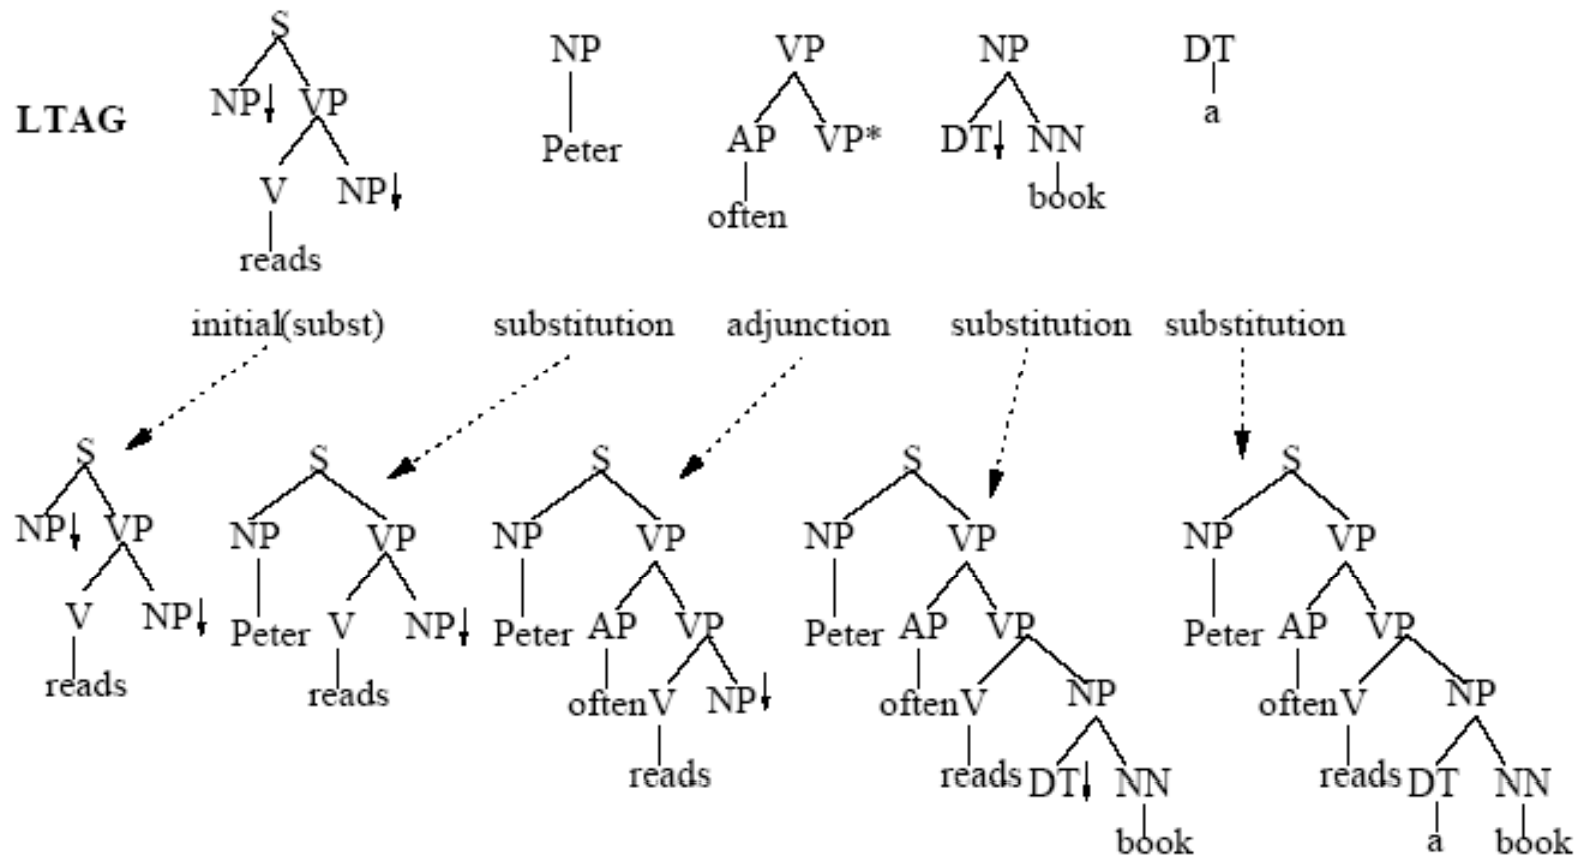 S
NP VP DT
NP↓ VP
LTAG
a
AP VP* DT↓ NN
Peter
V NP↓
book
often
reads
initial(subst) substitution adjunction substitution substitution
S
S S S S
NP↓ VP
NP VP NP VP NP VP NP VP
V NP↓
Peter V NP↓ Peter AP VP Peter AP VP Peter AP VP
reads
reads often V NP↓ often V NP often V NP
reads reads DT↓ NN reads DT NN
book a book